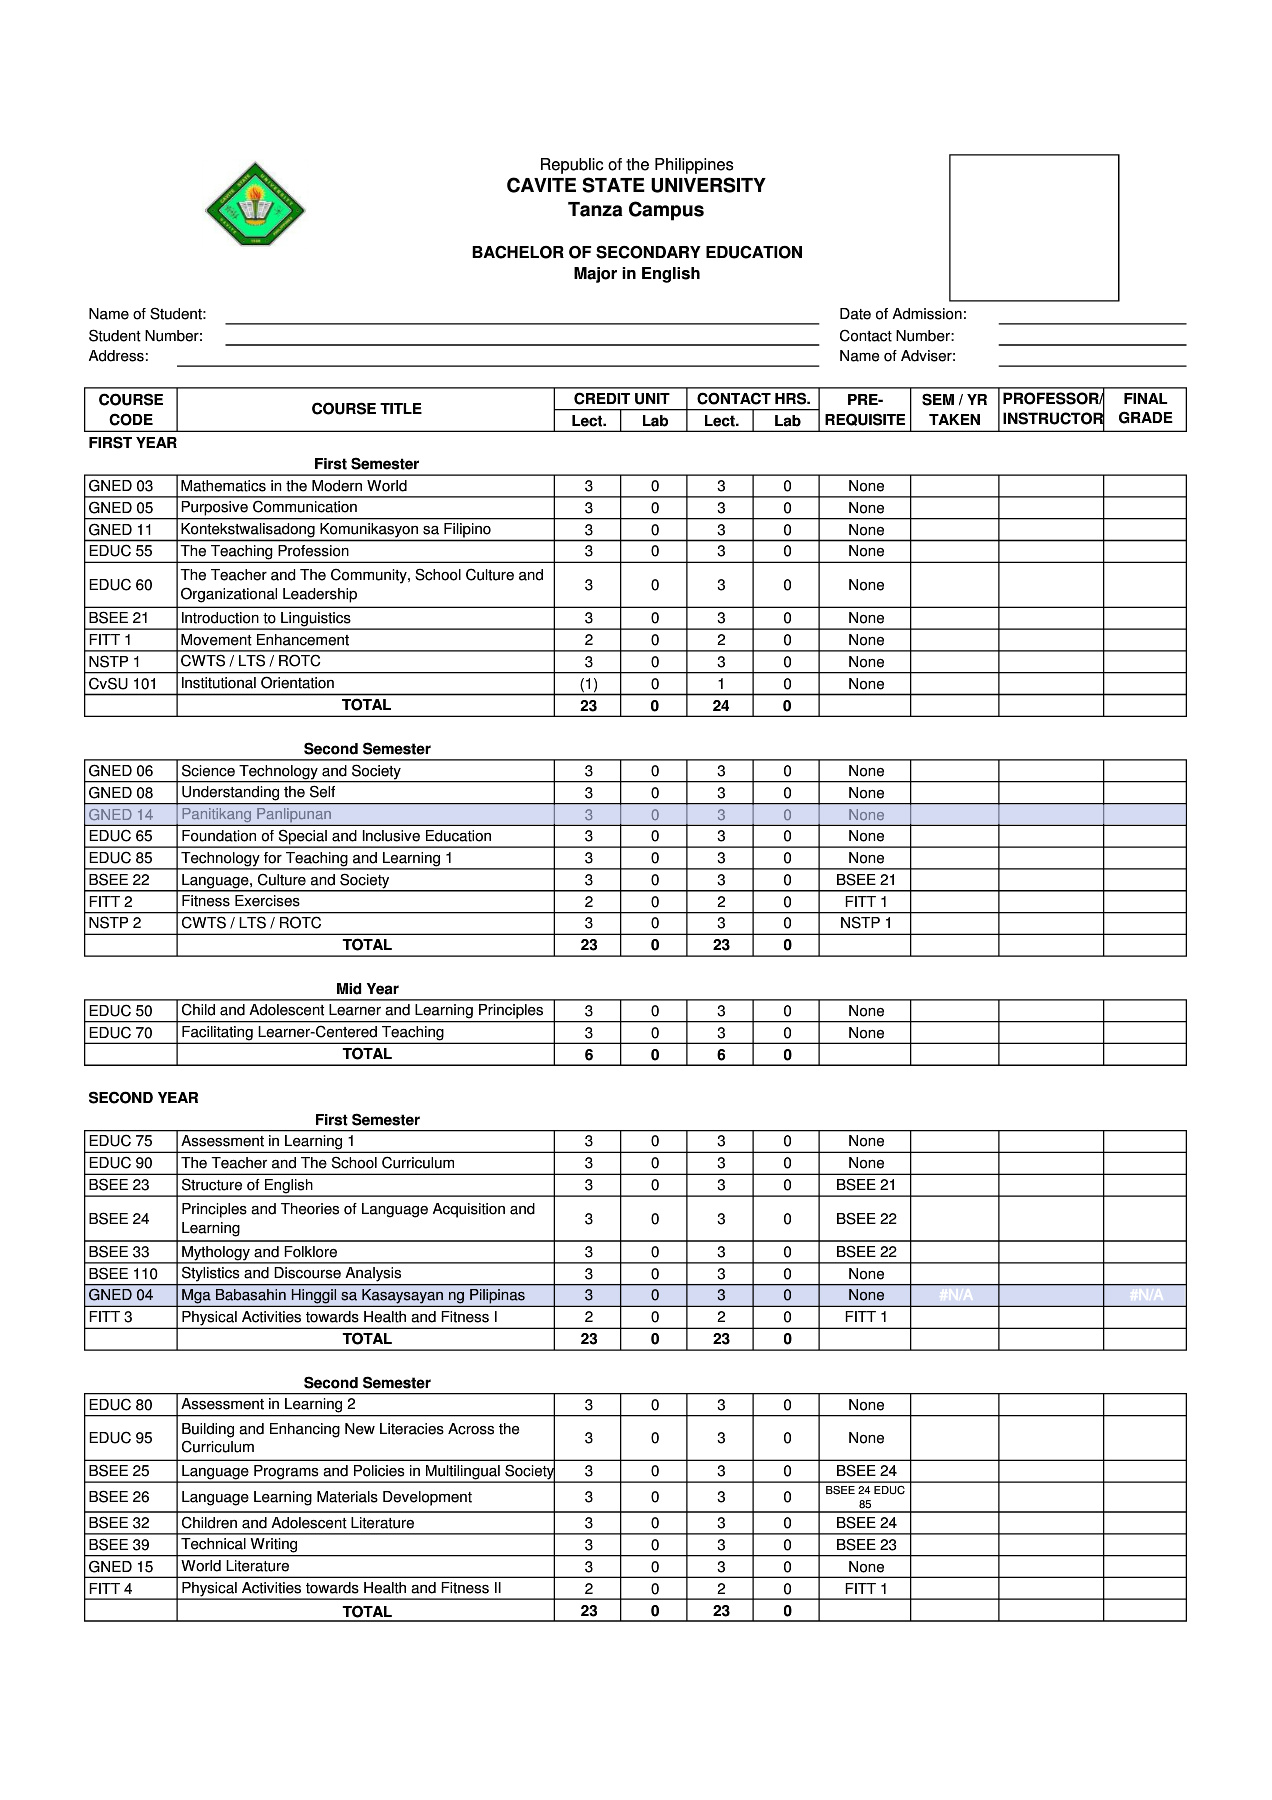 Republic of the Philippines
CAVITE STATE UNIVERSITY
Tanza Campus
BACHELOR OF SECONDARY EDUCATION
Major in English
Name of Student: Date of Admission:
Student Number: Contact Number:
Address: Name of Adviser:
COURSE CODE COURSE TITLE CREDIT UNIT CONTACT HRS. PRE-REQUISITE SEM / YR TAKEN PROFESSOR/ INSTRUCTOR FINAL GRADE
Lect. Lab Lect. Lab
FIRST YEAR
First Semester
GNED 03 Mathematics in the Modern World 3 0 3 0 None
GNED 05 Purposive Communication 3 0 3 0 None
GNED 11 Kontekstwalisadong Komunikasyon sa Filipino 3 0 3 0 None
EDUC 55 The Teaching Profession 3 0 3 0 None
EDUC 60 The Teacher and The Community, School Culture and Organizational Leadership 3 0 3 0 None
BSEE 21 Introduction to Linguistics 3 0 3 0 None
FITT 1 Movement Enhancement 2 0 2 0 None
NSTP 1 CWTS / LTS / ROTC 3 0 3 0 None
CvSU 101 Institutional Orientation (1) 0 1 0 None
TOTAL 23 0 24 0
Second Semester
GNED 06 Science Technology and Society 3 0 3 0 None
GNED 08 Understanding the Self 3 0 3 0 None
GNED 14 Panitikang Panlipunan 3 0 3 0 None
EDUC 65 Foundation of Special and Inclusive Education 3 0 3 0 None
EDUC 85 Technology for Teaching and Learning 1 3 0 3 0 None
BSEE 22 Language, Culture and Society 3 0 3 0 BSEE 21
FITT 2 Fitness Exercises 2 0 2 0 FITT 1
NSTP 2 CWTS / LTS / ROTC 3 0 3 0 NSTP 1
TOTAL 23 0 23 0
Mid Year
EDUC 50 Child and Adolescent Learner and Learning Principles 3 0 3 0 None
EDUC 70 Facilitating Learner-Centered Teaching 3 0 3 0 None
TOTAL 6 0 6 0
SECOND YEAR
First Semester
EDUC 75 Assessment in Learning 1 3 0 3 0 None
EDUC 90 The Teacher and The School Curriculum 3 0 3 0 None
BSEE 23 Structure of English 3 0 3 0 BSEE 21
BSEE 24 Principles and Theories of Language Acquisition and Learning 3 0 3 0 BSEE 22
BSEE 33 Mythology and Folklore 3 0 3 0 BSEE 22
BSEE 110 Stylistics and Discourse Analysis 3 0 3 0 None
GNED 04 Mga Babasahin Hinggil sa Kasaysayan ng Pilipinas 3 0 3 0 None #N/A #N/A
FITT 3 Physical Activities towards Health and Fitness I 2 0 2 0 FITT 1
TOTAL 23 0 23 0
Second Semester
EDUC 80 Assessment in Learning 2 3 0 3 0 None
EDUC 95 Building and Enhancing New Literacies Across the Curriculum 3 0 3 0 None
BSEE 25 Language Programs and Policies in Multilingual Society 3 0 3 0 BSEE 24
BSEE 26 Language Learning Materials Development 3 0 3 0 BSEE 24 EDUC 85
BSEE 32 Children and Adolescent Literature 3 0 3 0 BSEE 24
BSEE 39 Technical Writing 3 0 3 0 BSEE 23
GNED 15 World Literature 3 0 3 0 None
FITT 4 Physical Activities towards Health and Fitness II 2 0 2 0 FITT 1
TOTAL 23 0 23 0